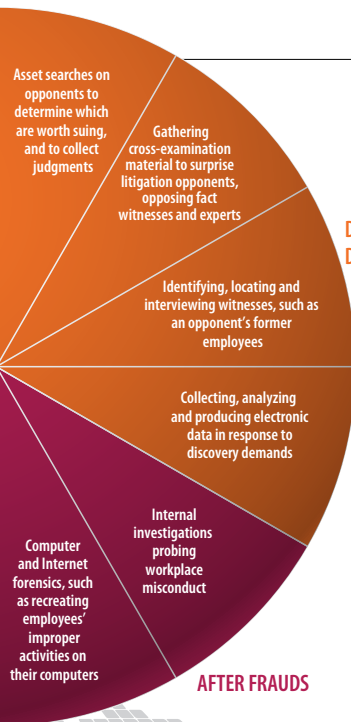 Asset searches on
opponents to
determine which
are worth suing,
and to collect
judgments
Gathering
cross-examination
material to surprise
litigation opponents,
opposing fact
witnesses and experts
D
D
Identifying, locating and
interviewing witnesses, such as
an opponent’s former
employees
Collecting, analyzing
and producing electronic
data in response to
discovery demands
Internal
investigations
probing
workplace
misconduct
Computer
and Internet
forensics, such
as recreating
employees’
improper
activities on
their computers
AFTER FRAUDS